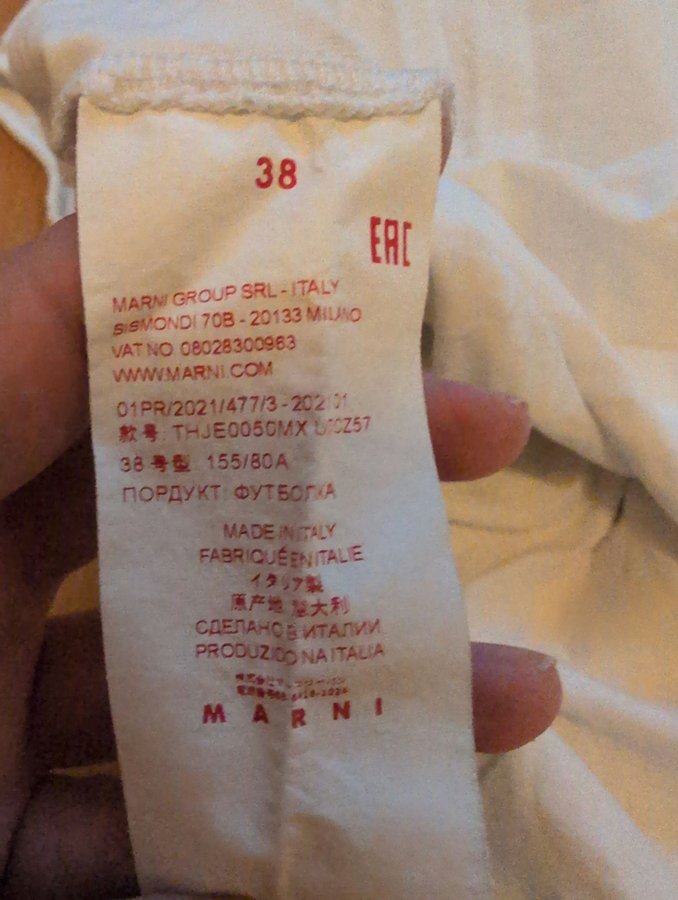 38
EAC
MARNI GROUP SRL - ITALY
SISMONDI 70B - 20133 MILANO
VAT NO 08028300963
WWW.MARNI.COM
01PR/2021/477/3 -
款号: THJE0050MX
38 号型 155/80A
ПОРДУКТ: ФУТБОЛКА
MADE IN ITALY
FABRIQUÉ EN ITALIE
イタリア製
原产地 意大利
СДЕЛАНО В ИТАЛИИ
PRODUZIDO NA ITALIA
MARNI